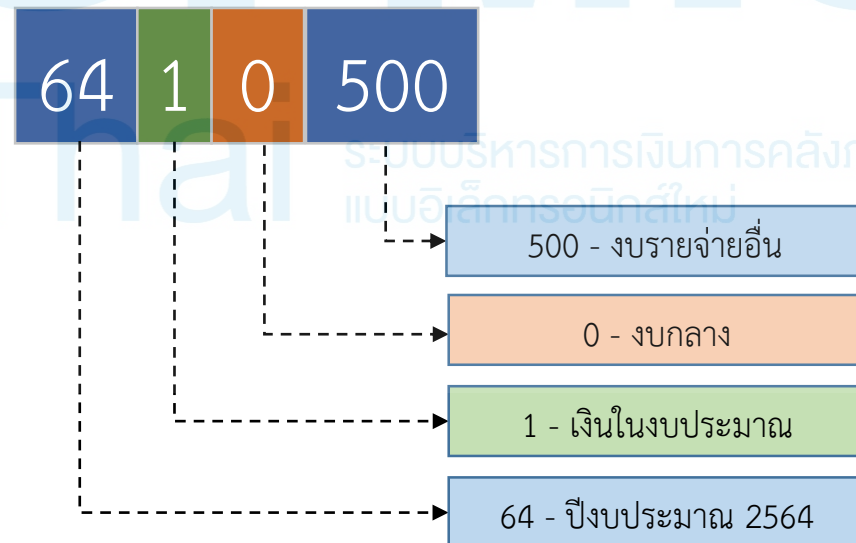 64 1 0 500
Thai
ระบบบริหารการเงินการคลังภ
แบบอิเล็กทรอนิกส์ใหม่
500 - งบรายจ่ายอื่น
0 - งบกลาง
1 - เงินในงบประมาณ
64 - ปีงบประมาณ 2564